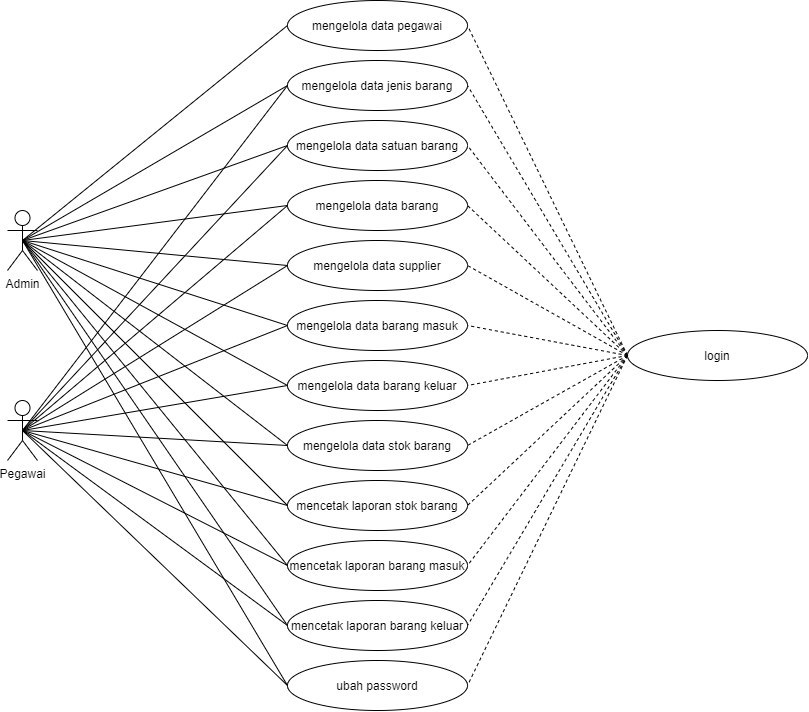 mengelola data pegawai
mengelola data jenis barang
mengelola data satuan barang
mengelola data barang
Admin
mengelola data supplier
mengelola data barang masuk
login
mengelola data barang keluar
mengelola data stok barang
Pegawai
mencetak laporan stok barang
mencetak laporan barang masuk
mencetak laporan barang keluar
ubah password